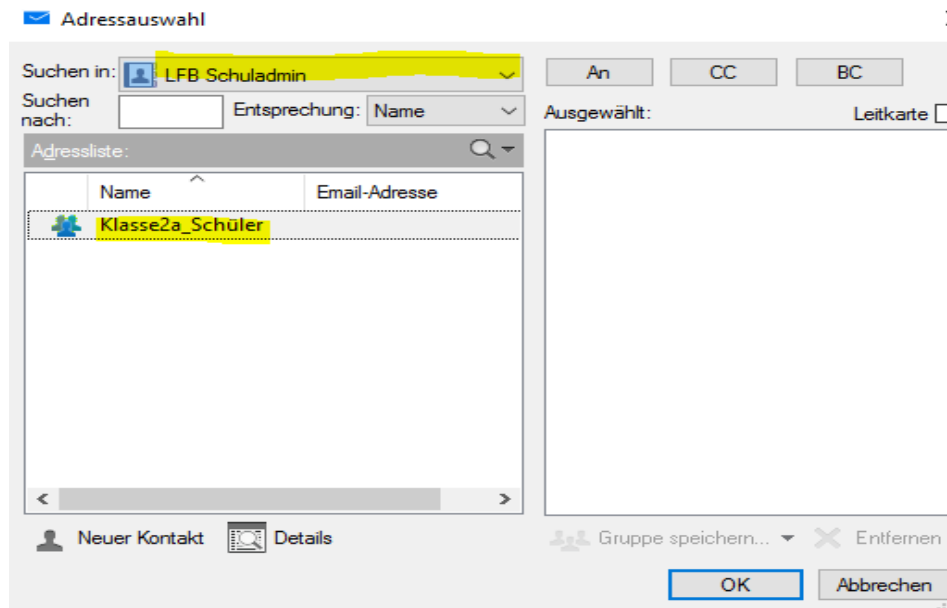 Adressauswahl
Suchen in: LFB Schuladmin An CC BC
Suchen nach: Entsprechung: Name Ausgewählt: Leitkarte
Adressliste:
Name Email-Adresse
Klasse2a_Schüler
Neuer Kontakt Details Gruppe speichern... Entfernen
OK Abbrechen